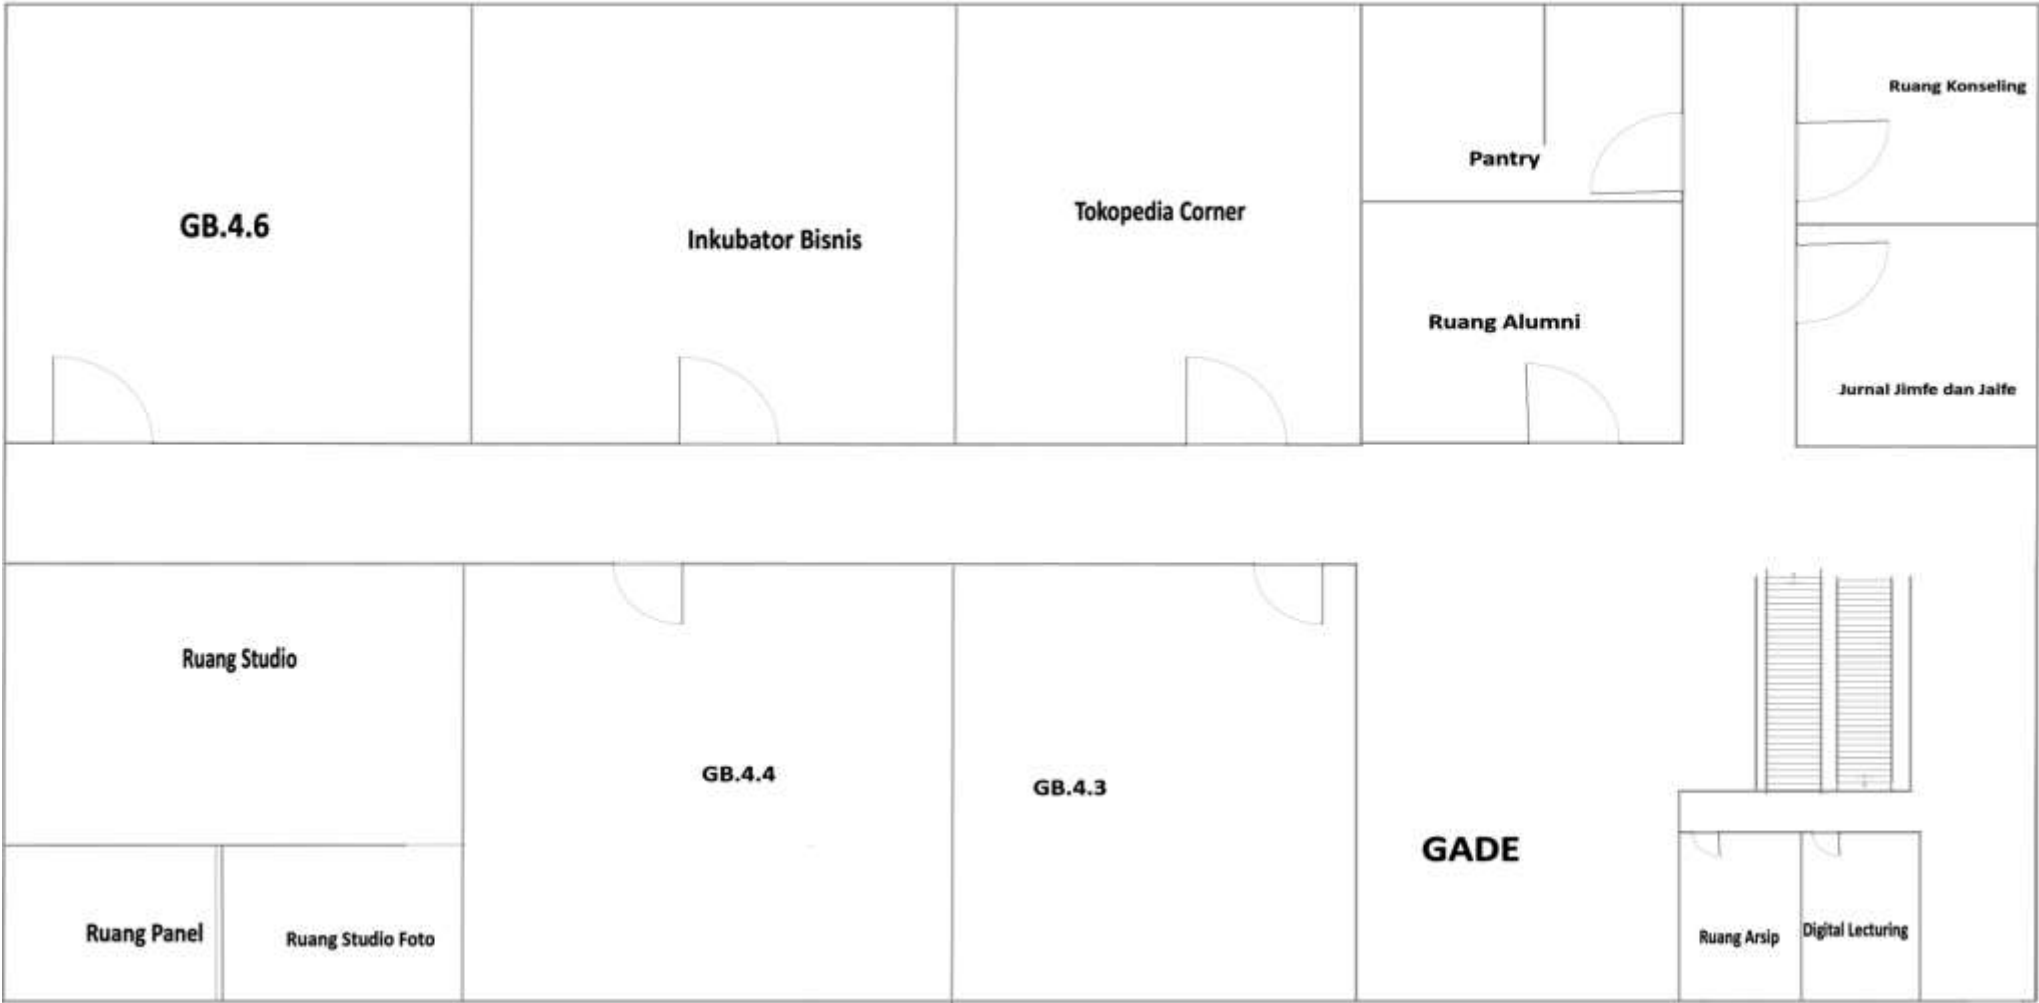 Ruang Konseling
Pantry
GB.4.6
Inkubator Bisnis
Tokopedia Corner
Ruang Alumni
Jurnal Jimfe dan Jaife
Ruang Studio
GB.4.4
GB.4.3
GADE
Ruang Panel
Ruang Studio Foto
Ruang Arsip
Digital Lecturing